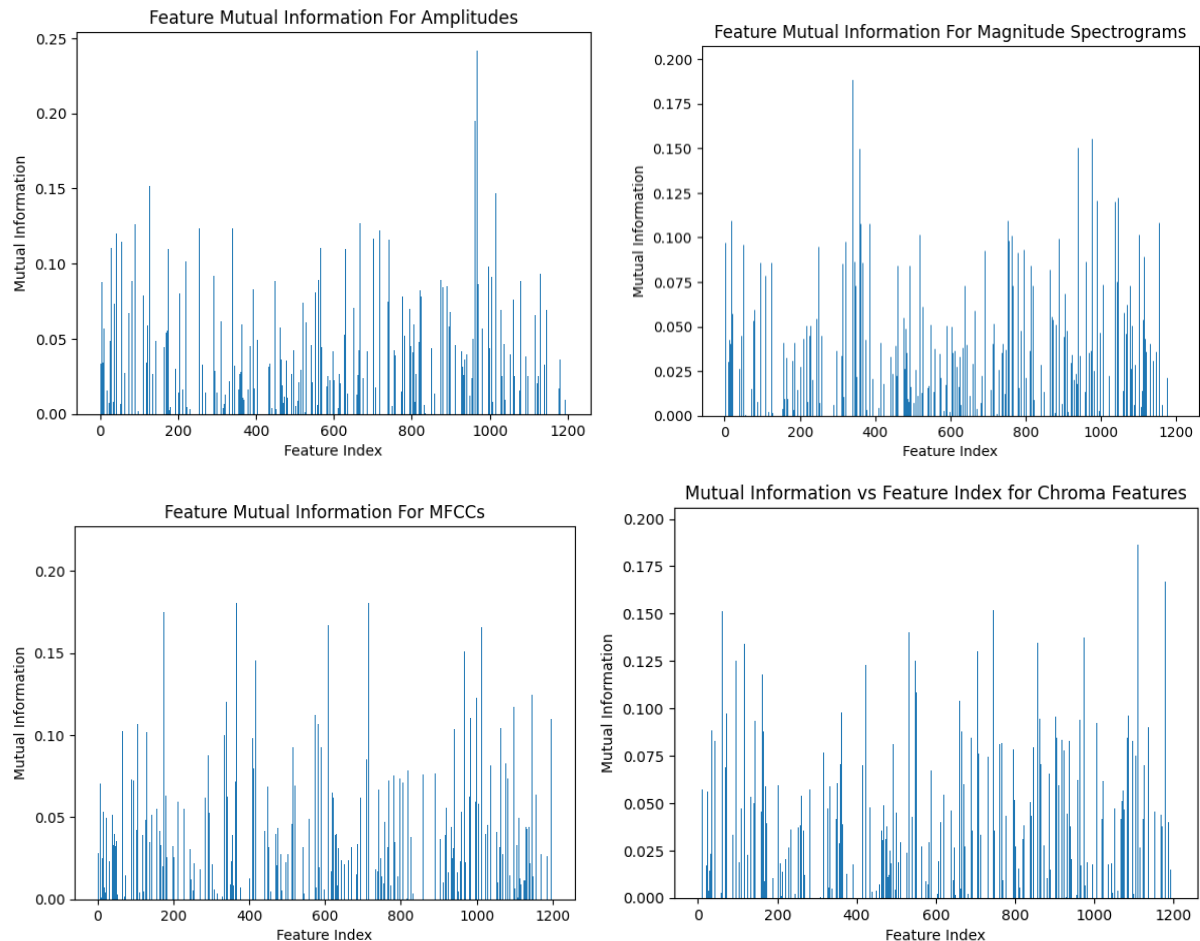 Feature Mutual Information For Amplitudes
0.25
0.20
0.15
0.10
0.05
0.00
Mutual Information
0 200 400 600 800 1000 1200
Feature Index
Feature Mutual Information For Magnitude Spectrograms
0.200
0.175
0.150
0.125
0.100
0.075
0.050
0.025
0.000
Mutual Information
0 200 400 600 800 1000 1200
Feature Index
Feature Mutual Information For MFCCs
0.20
0.15
0.10
0.05
0.00
Mutual Information
0 200 400 600 800 1000 1200
Feature Index
Mutual Information vs Feature Index for Chroma Features
0.200
0.175
0.150
0.125
0.100
0.075
0.050
0.025
0.000
Mutual Information
0 200 400 600 800 1000 1200
Feature Index